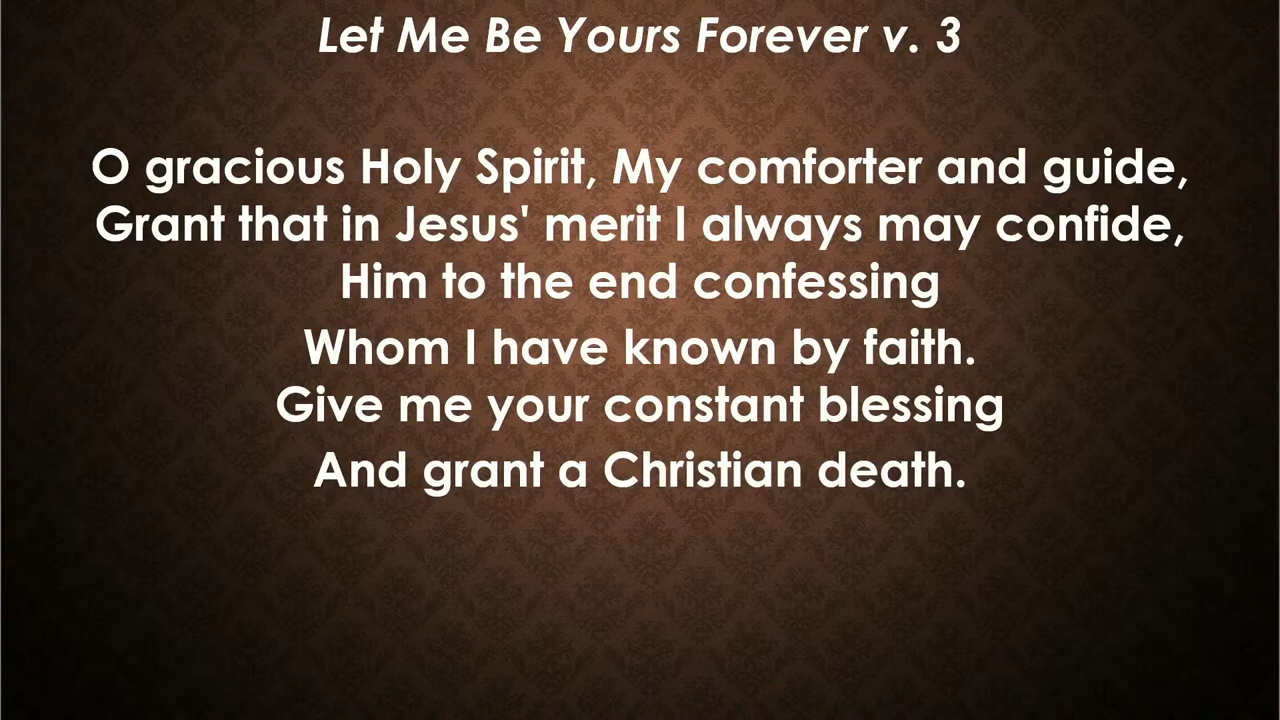 Let Me Be Yours Forever v. 3
O gracious Holy Spirit, My comforter and guide,
Grant that in Jesus' merit I always may confide,
Him to the end confessing
Whom I have known by faith.
Give me your constant blessing
And grant a Christian death.